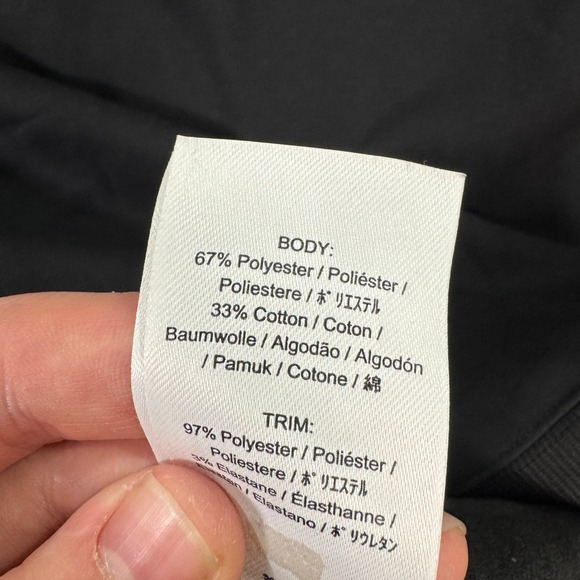 BODY:
67% Polyester / Poliéster /
Poliestere / ﾎﾟﾘｴｽﾃﾙ
33% Cotton / Coton /
Baumwolle / Algodão / Algodón
/ Pamuk / Cotone / 綿
TRIM:
97% Polyester / Poliéster /
Poliestere / ﾎﾟﾘｴｽﾃﾙ
3% Elastane / Élasthanne /
/ Elastano / ﾎﾟﾘｳﾚﾀﾝ